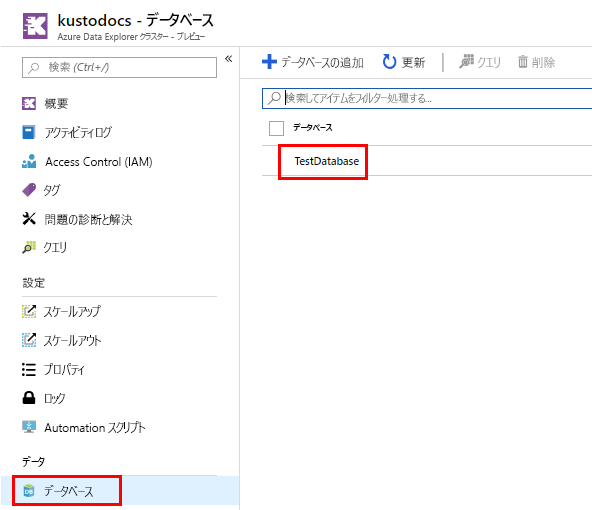 kustodocs - データベース
Azure Data Explorer クラスター - プレビュー
検索 (Ctrl+/)
«
概要
アクティビティログ
Access Control (IAM)
タグ
問題の診断と解決
クエリ
設定
スケールアップ
スケールアウト
プロパティ
ロック
Automation スクリプト
データ
データベース
データベースの追加
更新
クエリ
削除
検索してアイテムをフィルター処理する...
データベース
TestDatabase